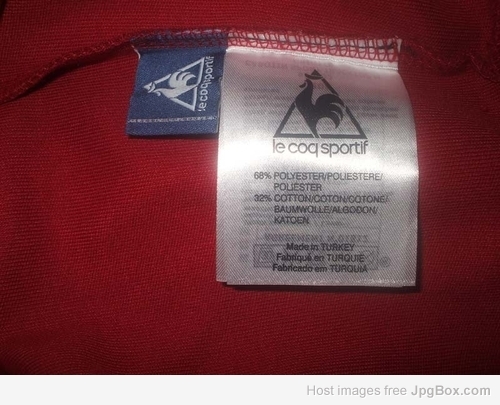 le coq sportif
le coq sportif
68% POLYESTER/POLIESTERE/
POLIESTER
32% COTTON/COTON/COTONE/
BAUMWOLLE/ALGODON/
KATOEN
Made in TURKEY
Fabriqué en TURQUIE
Fabricado em TURQUIA
Host images free JpgBox.com